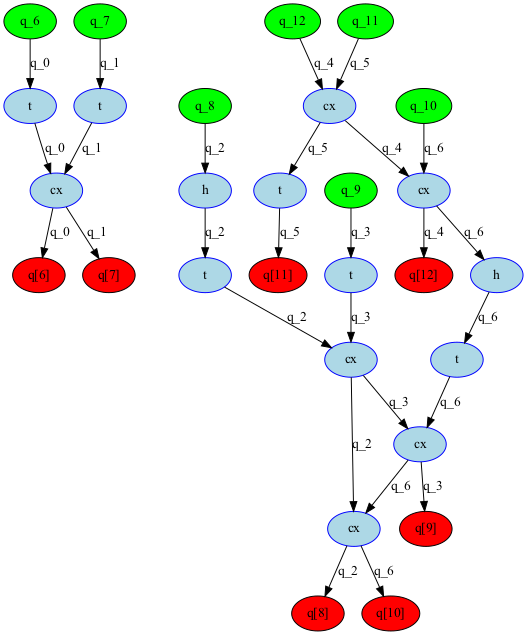 q_6 q_7 q_12 q_11
q_0 q_1 q_4 q_5
t t q_8 cx q_10
q_0 q_1 q_2 q_5 q_4 q_6
cx h t q_9 cx
q_0 q_1 q_2 q_5 q_3 q_4 q_6
q[6] q[7] t q[11] t q[12] h
q_2 q_3 q_6
cx t
q_3 q_6
q_2 cx
q_6 q_3
cx q[9]
q_2 q_6
q[8] q[10]